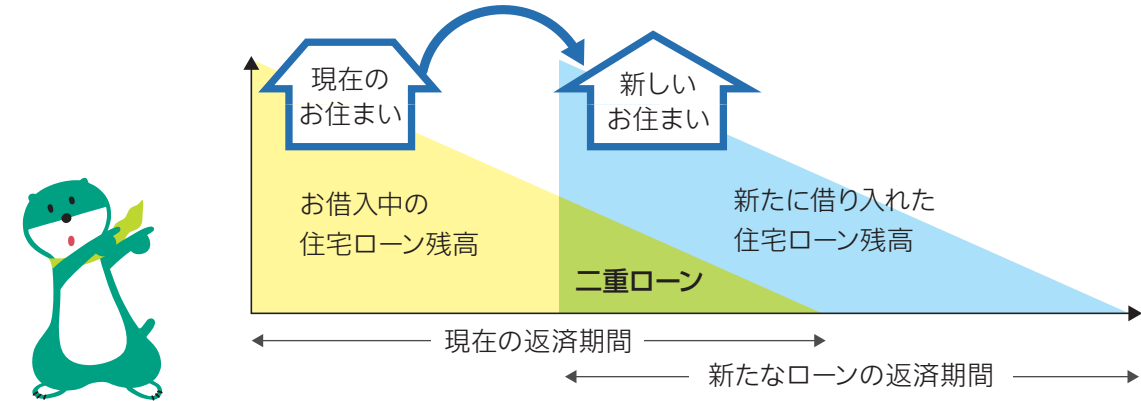 現在の
お住まい
新しい
お住まい
お借入中の
住宅ローン残高
新たに借り入れた
住宅ローン残高
二重ローン
現在の返済期間
新たなローンの返済期間